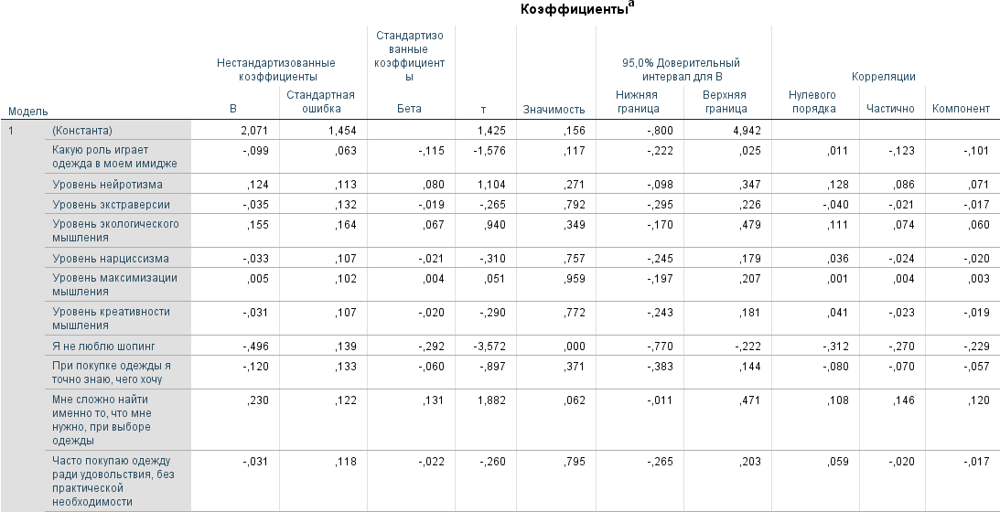 Коэффициентыa
Нестандартизованные коэффициенты Стандартизо ванные коэффициент ы 95,0% Доверительный интервал для B Корреляции
Модель B Стандартная ошибка Бета т Значимость Нижняя граница Верхняя граница Нулевого порядка Частично Компонент
1 (Константа) 2,071 1,454 1,425 ,156 -,800 4,942
Какую роль играет одежда в моем имидже -,099 ,063 -,115 -1,576 ,117 -,222 ,025 ,011 -,123 -,101
Уровень нейротизма ,124 ,113 ,080 1,104 ,271 -,098 ,347 ,128 ,086 ,071
Уровень экстраверсии -,035 ,132 -,019 -,265 ,792 -,295 ,226 -,040 -,021 -,017
Уровень экологического мышления ,155 ,164 ,067 ,940 ,349 -,170 ,479 ,111 ,074 ,060
Уровень нарциссизма -,033 ,107 -,021 -,310 ,757 -,245 ,179 ,036 -,024 -,020
Уровень максимизации мышления ,005 ,102 ,004 ,051 ,959 -,197 ,207 ,001 ,004 ,003
Уровень креативности мышления -,031 ,107 -,020 -,290 ,772 -,243 ,181 ,041 -,023 -,019
Я не люблю шопинг -,496 ,139 -,292 -3,572 ,000 -,770 -,222 -,312 -,270 -,229
При покупке одежды я точно знаю, чего хочу -,120 ,133 -,060 -,897 ,371 -,383 ,144 -,080 -,070 -,057
Мне сложно найти именно то, что мне нужно, при выборе одежды ,230 ,122 ,131 1,882 ,062 -,011 ,471 ,108 ,146 ,120
Часто покупаю одежду ради удовольствия, без практической необходимости -,031 ,118 -,022 -,260 ,795 -,265 ,203 ,059 -,020 -,017